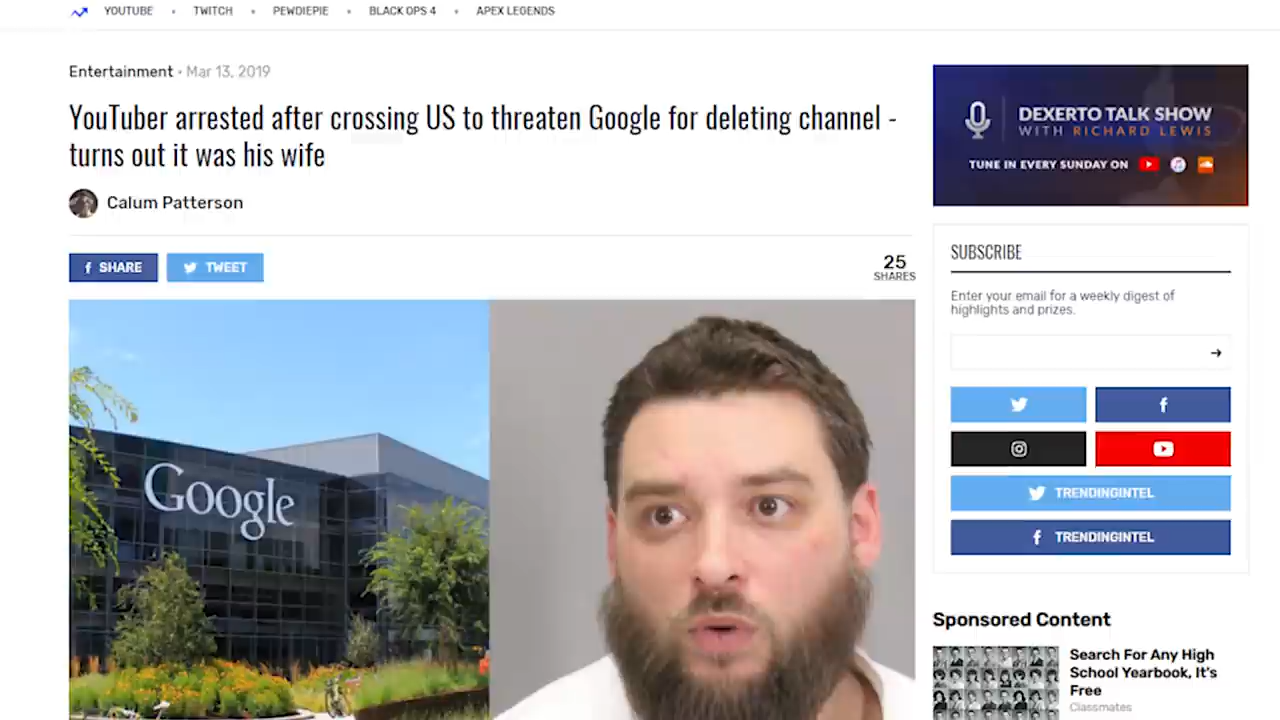 YOUTUBE • TWITCH • PEWDIEPIE • BLACK OPS 4 • APEX LEGENDS
Entertainment • Mar 13, 2019
YouTuber arrested after crossing US to threaten Google for deleting channel -
turns out it was his wife
Calum Patterson
f SHARE
TWEET
25
SHARES
Google
DEXERTO TALK SHOW
WITH RICHARD LEWIS
TUNE IN EVERY SUNDAY ON
SUBSCRIBE
Enter your email for a weekly digest of
highlights and prizes.
TRENDINGINTEL
TRENDINGINTEL
Sponsored Content
Search For Any High
School Yearbook, It's
Free
Classmates